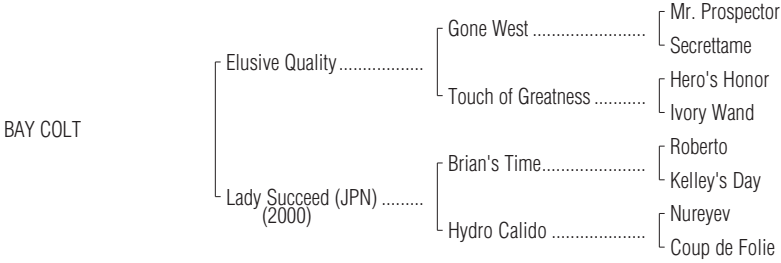 Mr. Prospector
Gone West ........................
Secrettame
Elusive Quality..................
Hero's Honor
Touch of Greatness ...........
Ivory Wand
BAY COLT
Roberto
Brian's Time......................
Kelley's Day
Lady Succeed (JPN) .........
(2000)
Nureyev
Hydro Calido ....................
Coup de Folie